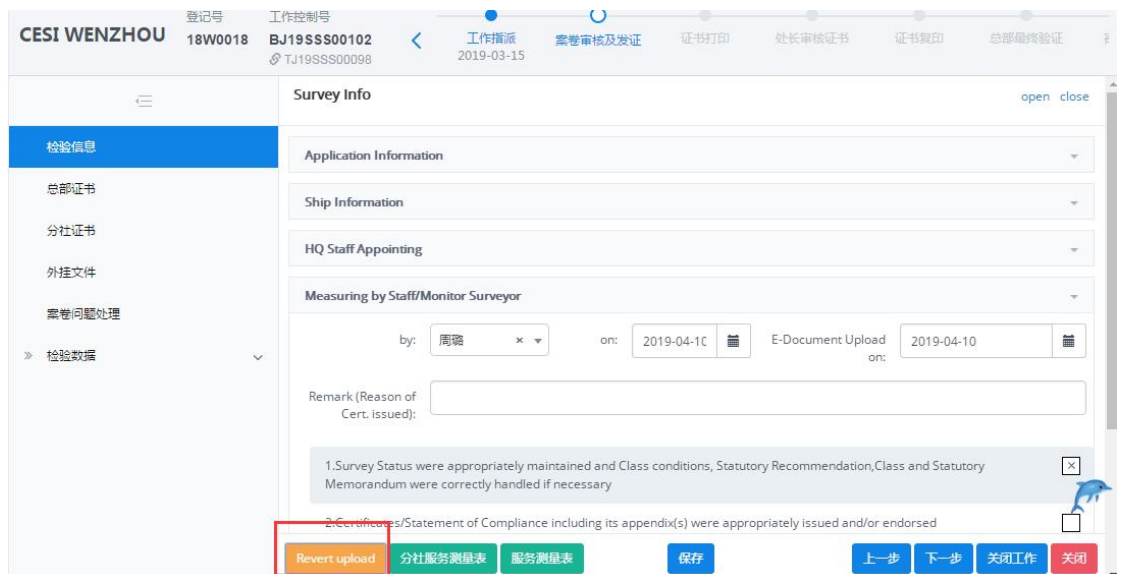 登记号 工作控制号
CESI WENZHOU 18W0018 BJ19SSS00102 工作指派 案卷审核及发证 证书打印 处长审核证书 证书复印 总部最终验证
TJ19SSS00098 2019-03-15
Survey Info open close
检验信息
Application Information
总部证书
Ship Information
分社证书
HQ Staff Appointing
外挂文件
Measuring by Staff/Monitor Surveyor
案卷问题处理
by: 周璐 × on: 2019-04-10 E-Document Upload on: 2019-04-10
检验数据
Remark (Reason of
Cert. issued):
1.Survey Status were appropriately maintained and Class conditions, Statutory Recommendation,Class and Statutory
Memorandum were correctly handled if necessary
2.Certificates/Statement of Compliance including its appendix(s) were appropriately issued and/or endorsed
Revert upload 分社服务测量表 服务测量表 保存 上一步 下一步 关闭工作 关闭